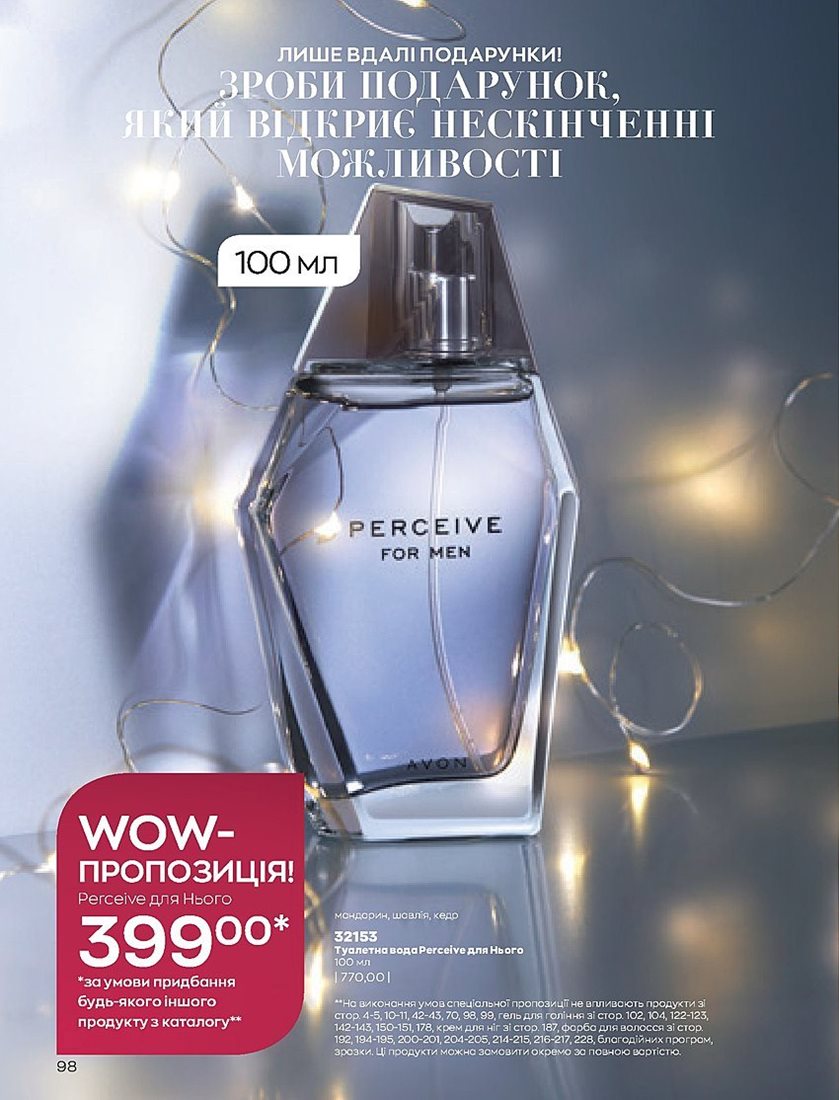 ЛИШЕ ВДАЛІ ПОДАРУНКИ!
ЗРОБИ ПОДАРУНОК,
ЯКИЙ ВІДКРИЄ НЕСКІНЧЕННІ
МОЖЛИВОСТІ
100 МЛ
PERCEIVE
FOR MEN
AVON
WOW-
ПРОПОЗИЦІЯ!
Perceive для Нього
399⁰⁰*
*за умови придбання
будь-якого іншого
продукту з каталогу**
мандарин, шавлія, кедр
32153
Туалетна вода Perceive для Нього
100 мл
| 770,00 |
**На виконання умов спеціальної пропозиції не впливають продукти зі
стор. 4-5, 10-11, 42-43, 70, 98, 99, гель для гоління зі стор. 102, 104, 122-123,
142-143, 150-151, 178, крем для ніг зі стор. 187, фарба для волосся зі стор.
192, 194-195, 200-201, 204-205, 214-215, 216-217, 228, благодійних програм,
зразки. Ці продукти можна замовити окремо за повною вартістю.
98